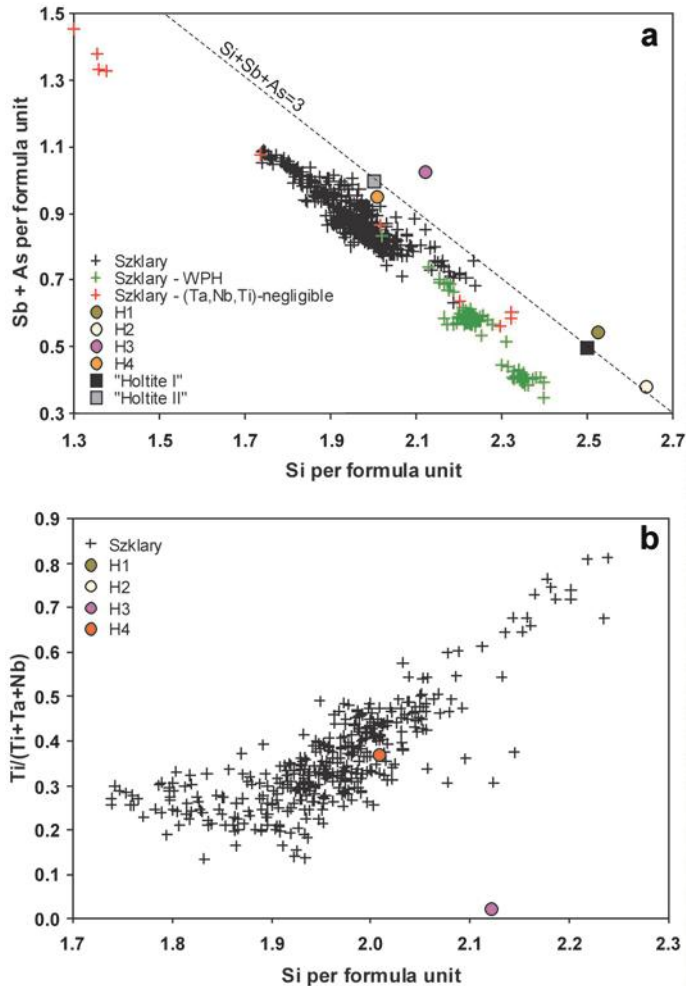 a
1.5
1.3
1.1
0.9
0.7
0.5
0.3
Sb + As per formula unit
Si+Sb+As=3
Szklary
Szklary - WPH
Szklary - (Ta,Nb,Ti)-negligible
H1
H2
H3
H4
"Holtite I"
"Holtite II"
1.3 1.5 1.7 1.9 2.1 2.3 2.5 2.7
Si per formula unit
b
0.9
0.8
0.7
0.6
0.5
0.4
0.3
0.2
0.1
0.0
Ti/(Ti+Ta+Nb)
Szklary
H1
H2
H3
H4
1.7 1.8 1.9 2.0 2.1 2.2 2.3
Si per formula unit